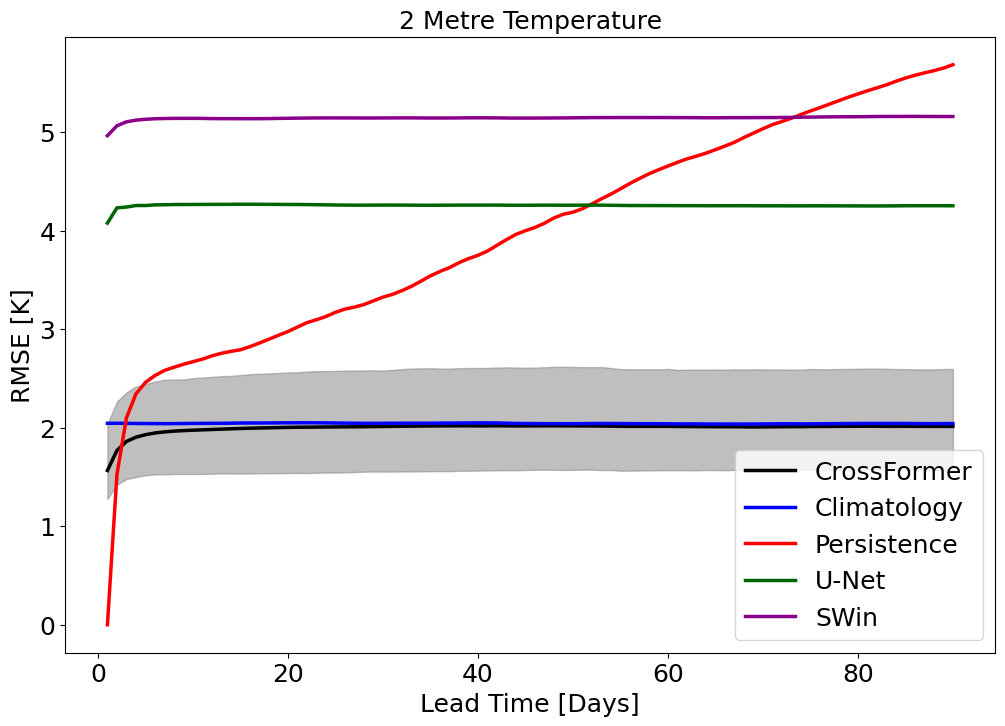 2 Metre Temperature
RMSE [K]
5
4
3
2
1
0
0 20 40 60 80
Lead Time [Days]
CrossFormer
Climatology
Persistence
U-Net
SWin